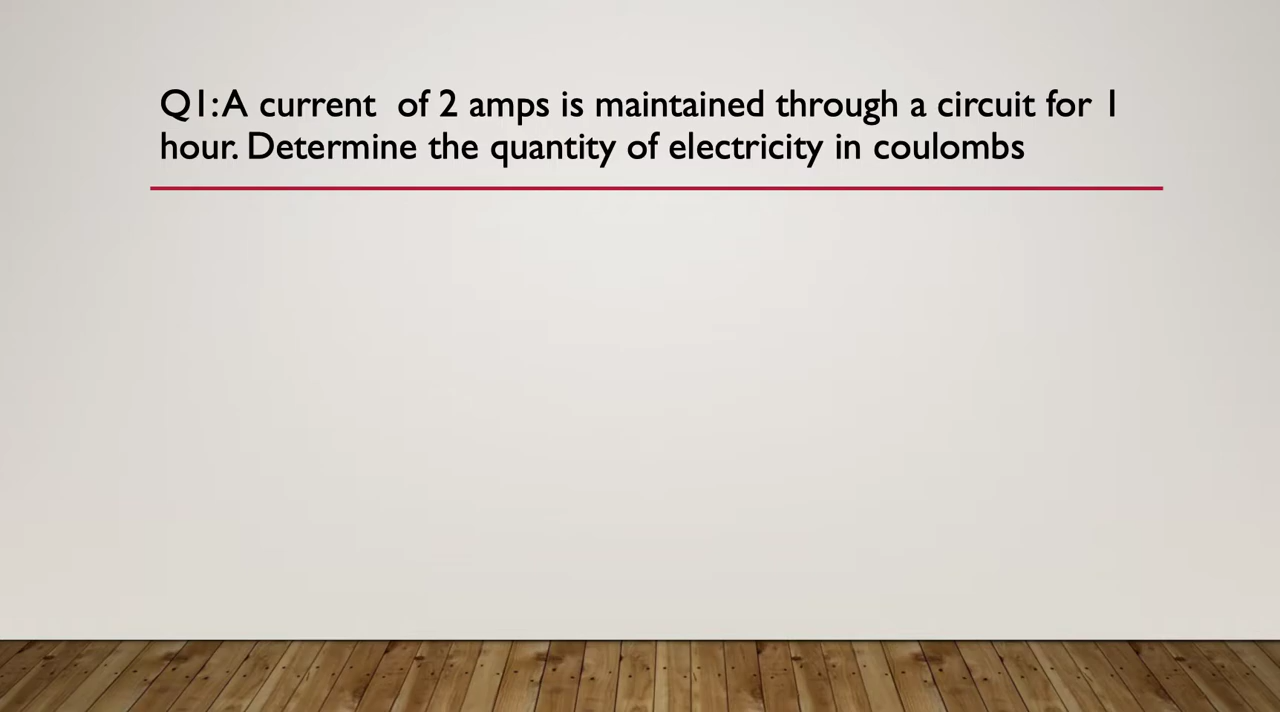 Q1: A current  of 2 amps is maintained through a circuit for 1
hour. Determine the quantity of electricity in coulombs